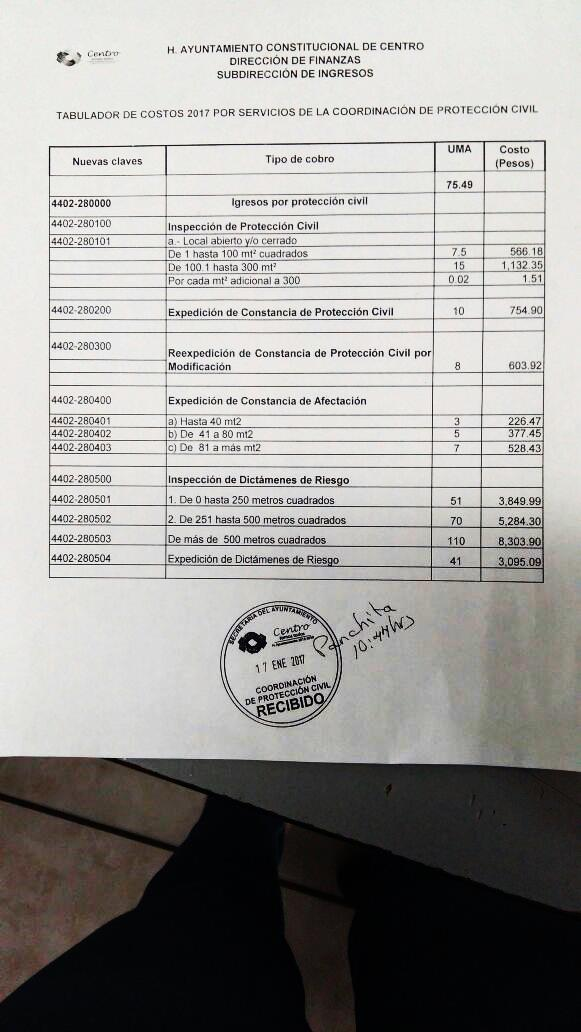 Centro
H. AYUNTAMIENTO CONSTITUCIONAL DE CENTRO
DIRECCIÓN DE FINANZAS
SUBDIRECCIÓN DE INGRESOS
TABULADOR DE COSTOS 2017 POR SERVICIOS DE LA COORDINACIÓN DE PROTECCIÓN CIVIL
Nuevas claves Tipo de cobro UMA Costo (Pesos)
75.49
4402-280000 Igresos por protección civil
4402-280100 Inspección de Protección Civil
4402-280101 a.- Local abierto y/o cerrado
De 1 hasta 100 mt² cuadrados 7.5 566.18
De 100.1 hasta 300 mt² 15 1,132.35
Por cada mt² adicional a 300 0.02 1.51
4402-280200 Expedición de Constancia de Protección Civil 10 754.90
4402-280300
Reexpedición de Constancia de Protección Civil por
Modificación 8 603.92
4402-280400 Expedición de Constancia de Afectación
4402-280401 a) Hasta 40 mt2 3 226.47
4402-280402 b) De 41 a 80 mt2 5 377.45
4402-280403 c) De 81 a más mt2 7 528.43
4402-280500 Inspección de Dictámenes de Riesgo
4402-280501 1. De 0 hasta 250 metros cuadrados 51 3,849.99
4402-280502 2. De 251 hasta 500 metros cuadrados 70 5,284.30
4402-280503 De más de 500 metros cuadrados 110 8,303.90
4402-280504 Expedición de Dictámenes de Riesgo 41 3,095.09
SECRETARIA DEL AYUNTAMIENTO
Centro
17 ENE 2017
COORDINACIÓN
DE PROTECCIÓN CIVIL
RECIBIDO
Panchita
10:44hrs